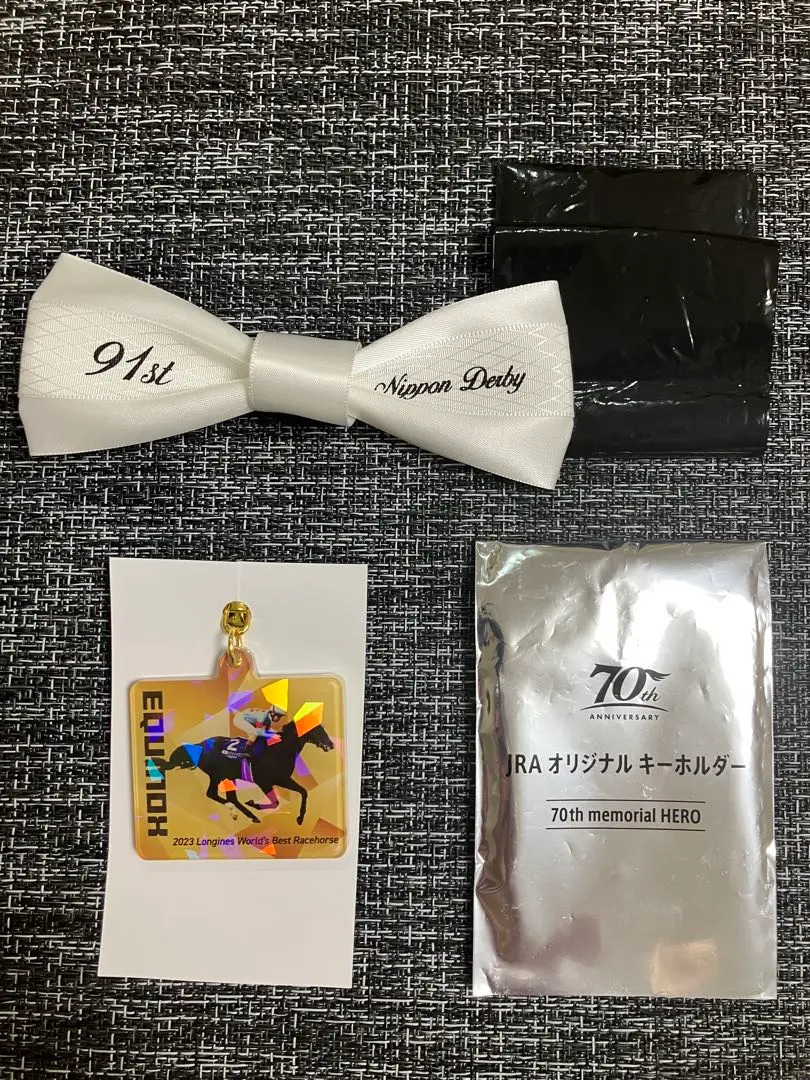 91st
Nippon Derby
EQUINOX
2
2023 Longines World's Best Racehorse
70th
ANNIVERSARY
JRA オリジナル キーホルダー
70th memorial HERO